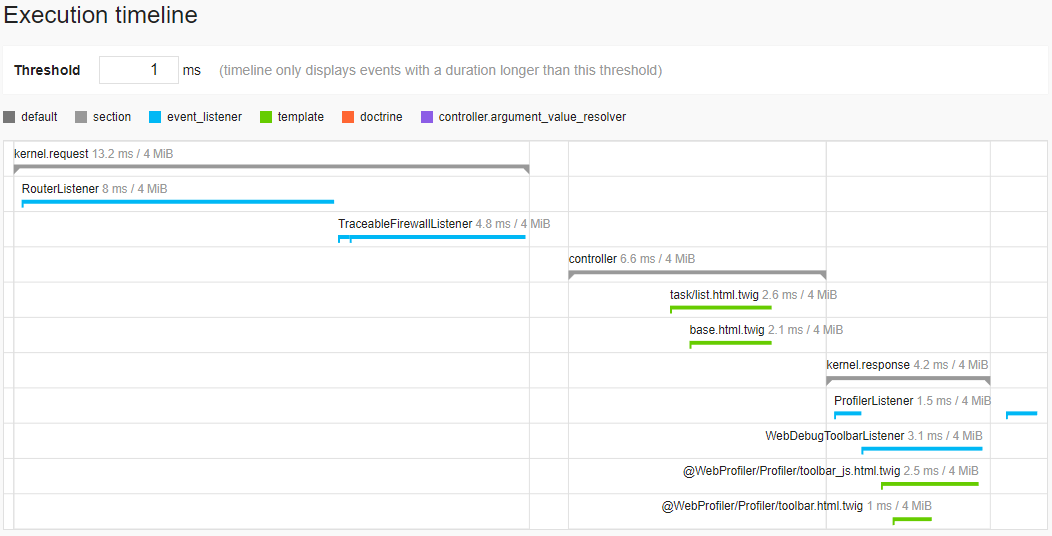 Execution timeline
Threshold 1 ms (timeline only displays events with a duration longer than this threshold)
default section event_listener template doctrine controller.argument_value_resolver
kernel.request 13.2 ms / 4 MiB
RouterListener 8 ms / 4 MiB
TraceableFirewallListener 4.8 ms / 4 MiB
controller 6.6 ms / 4 MiB
task/list.html.twig 2.6 ms / 4 MiB
base.html.twig 2.1 ms / 4 MiB
kernel.response 4.2 ms / 4 MiB
ProfilerListener 1.5 ms / 4 MiB
WebDebugToolbarListener 3.1 ms / 4 MiB
@WebProfiler/Profiler/toolbar_js.html.twig 2.5 ms / 4 MiB
@WebProfiler/Profiler/toolbar.html.twig 1 ms / 4 MiB